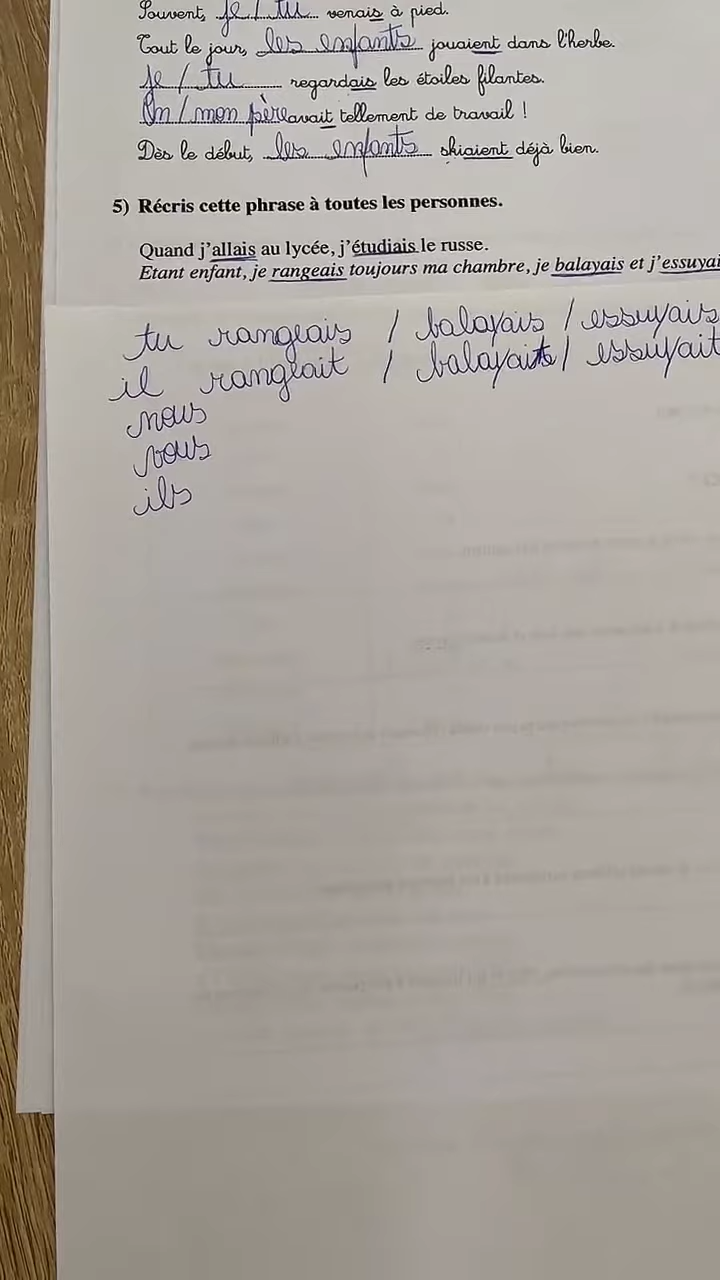 Souvent, je / tu venais à pied.
Tout le jour, les enfants jouaient dans l'herbe.
je / tu regardais les étoiles filantes.
On / mon père avait tellement de travail !
Dès le début, les enfants skiaient déjà bien.
5) Récris cette phrase à toutes les personnes.
Quand j'allais au lycée, j'étudiais le russe.
Etant enfant, je rangeais toujours ma chambre, je balayais et j'essuyai
tu rangeais / balayais / essuyais
il rangeait / balayait / essuyait
nous
vous
ils